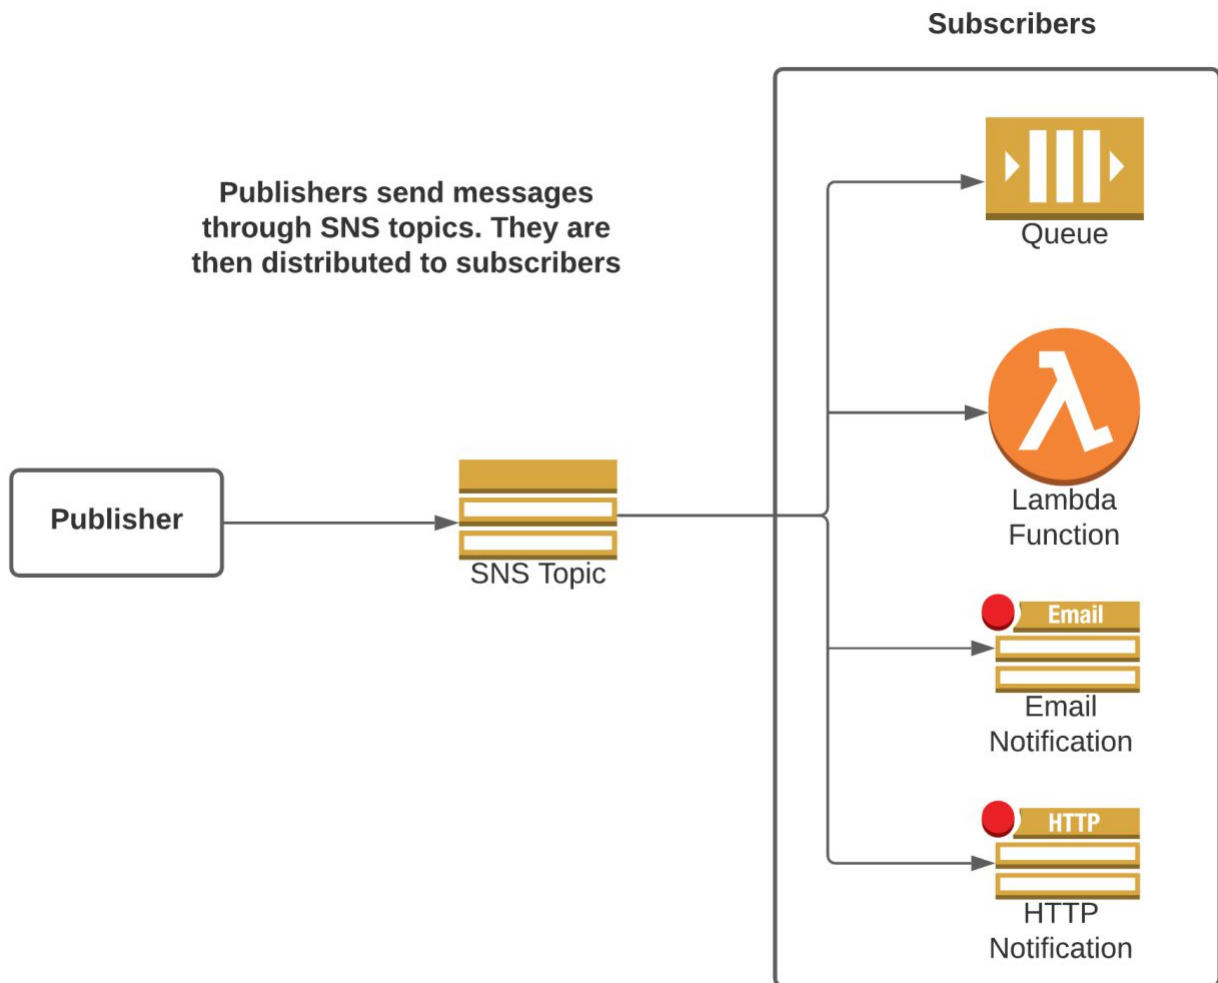 Subscribers
Publishers send messages
through SNS topics. They are
then distributed to subscribers
Queue
Lambda
Function
Publisher
SNS Topic
Email
Email
Notification
HTTP
HTTP
Notification